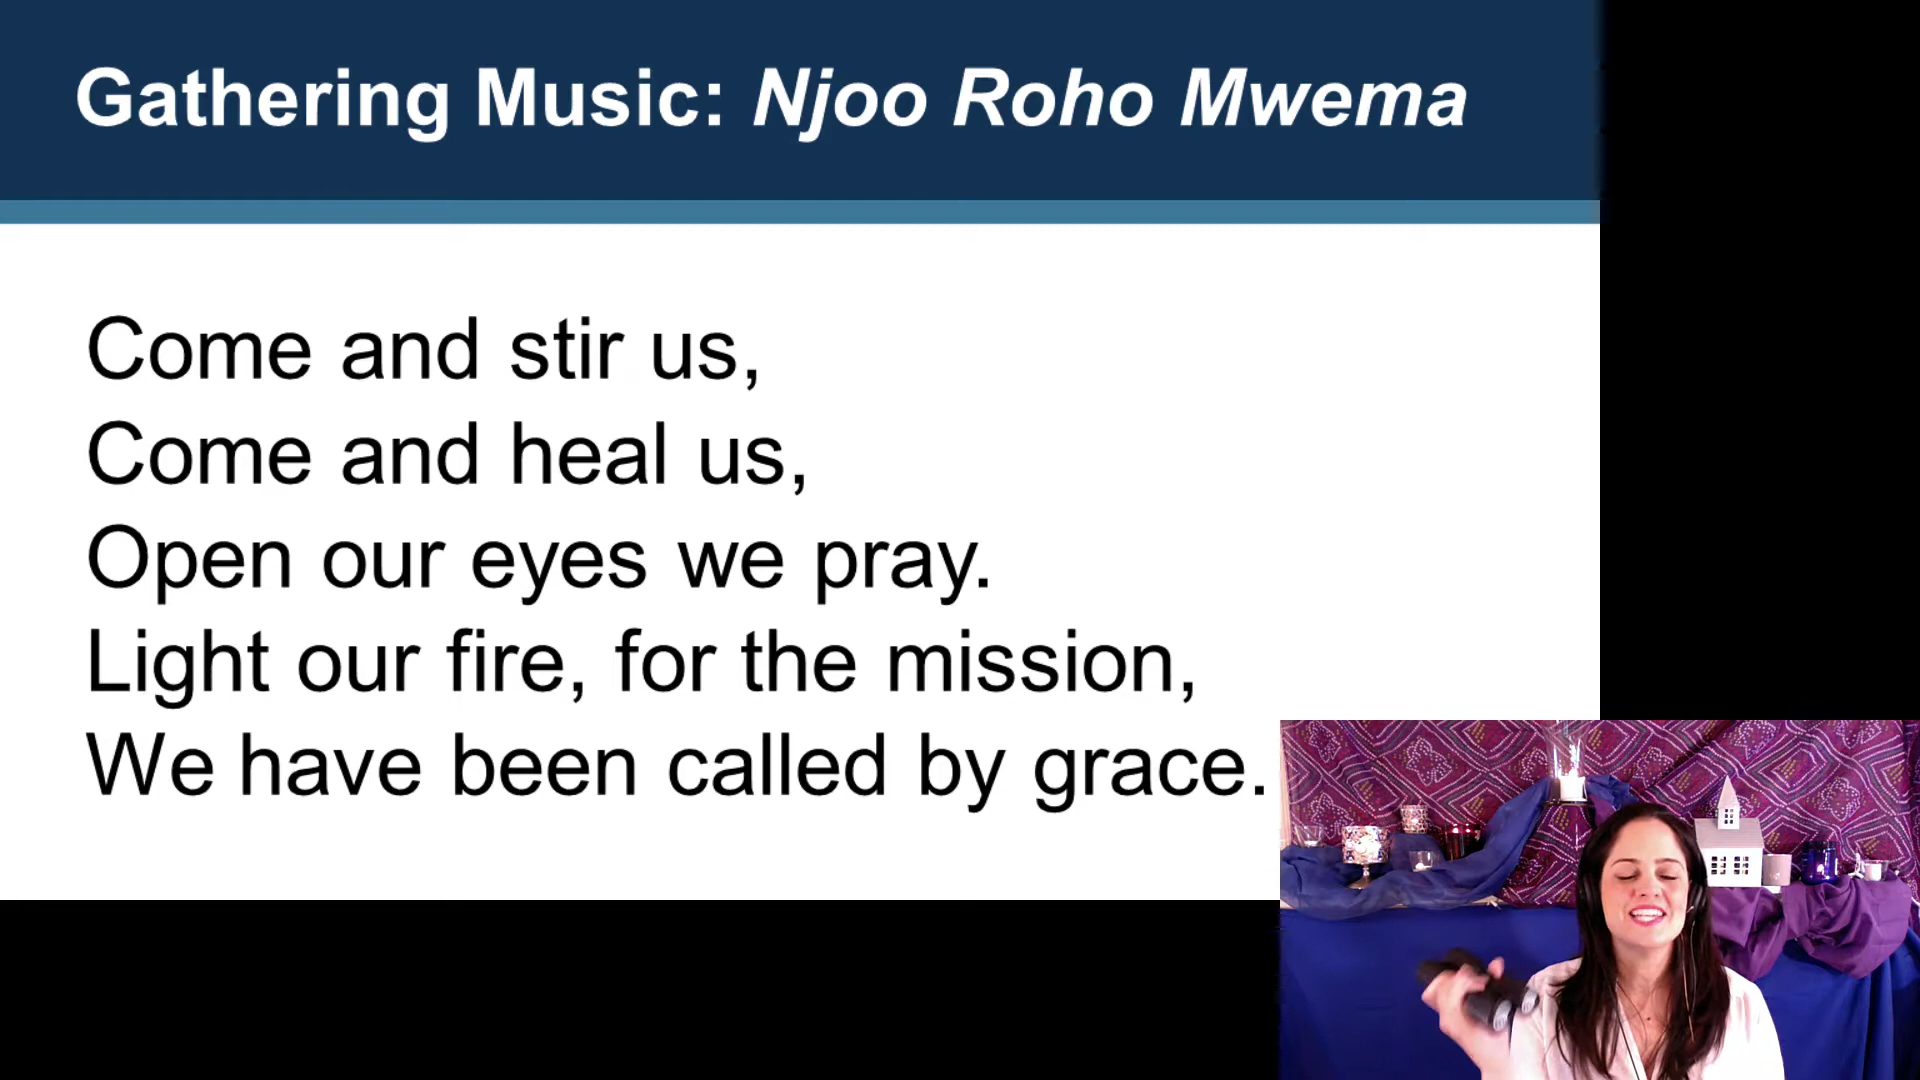 Gathering Music: Njoo Roho Mwema
Come and stir us,
Come and heal us,
Open our eyes we pray.
Light our fire, for the mission,
We have been called by grace.